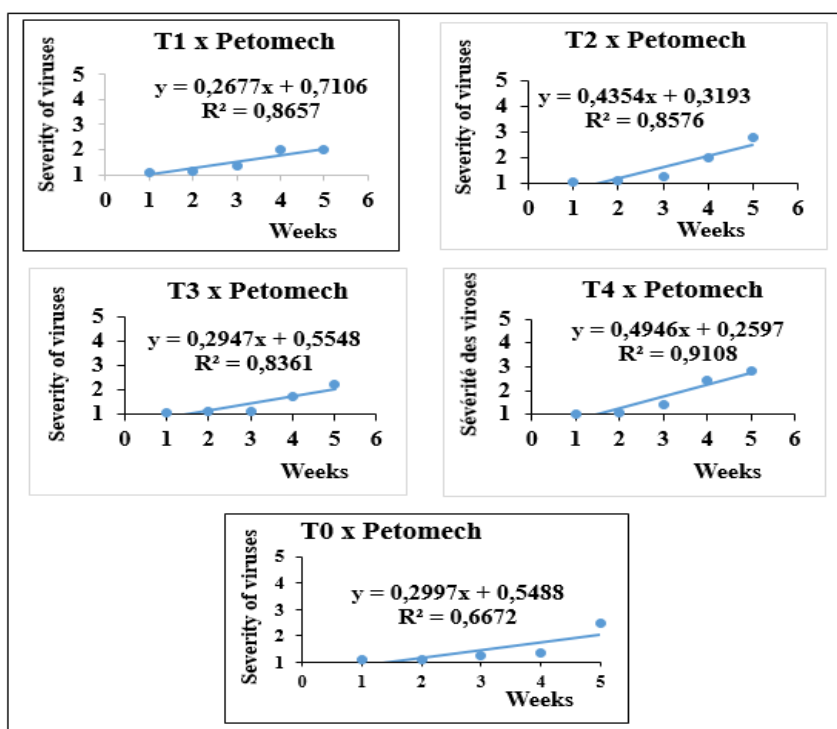 T1 x Petomech
Severity of viruses
y = 0,2677x + 0,7106
R² = 0,8657
5
4
3
2
1
0 1 2 3 4 5 6
Weeks
T2 x Petomech
Severity of viruses
y = 0,4354x + 0,3193
R² = 0,8576
5
4
3
2
1
0 1 2 3 4 5 6
Weeks
T3 x Petomech
Severity of viruses
y = 0,2947x + 0,5548
R² = 0,8361
5
4
3
2
1
0 1 2 3 4 5 6
Weeks
T4 x Petomech
Sévérité des viroses
y = 0,4946x + 0,2597
R² = 0,9108
5
4
3
2
1
0 1 2 3 4 5 6
Weeks
T0 x Petomech
Severity of viruses
y = 0,2997x + 0,5488
R² = 0,6672
5
4
3
2
1
0 1 2 3 4 5
Weeks